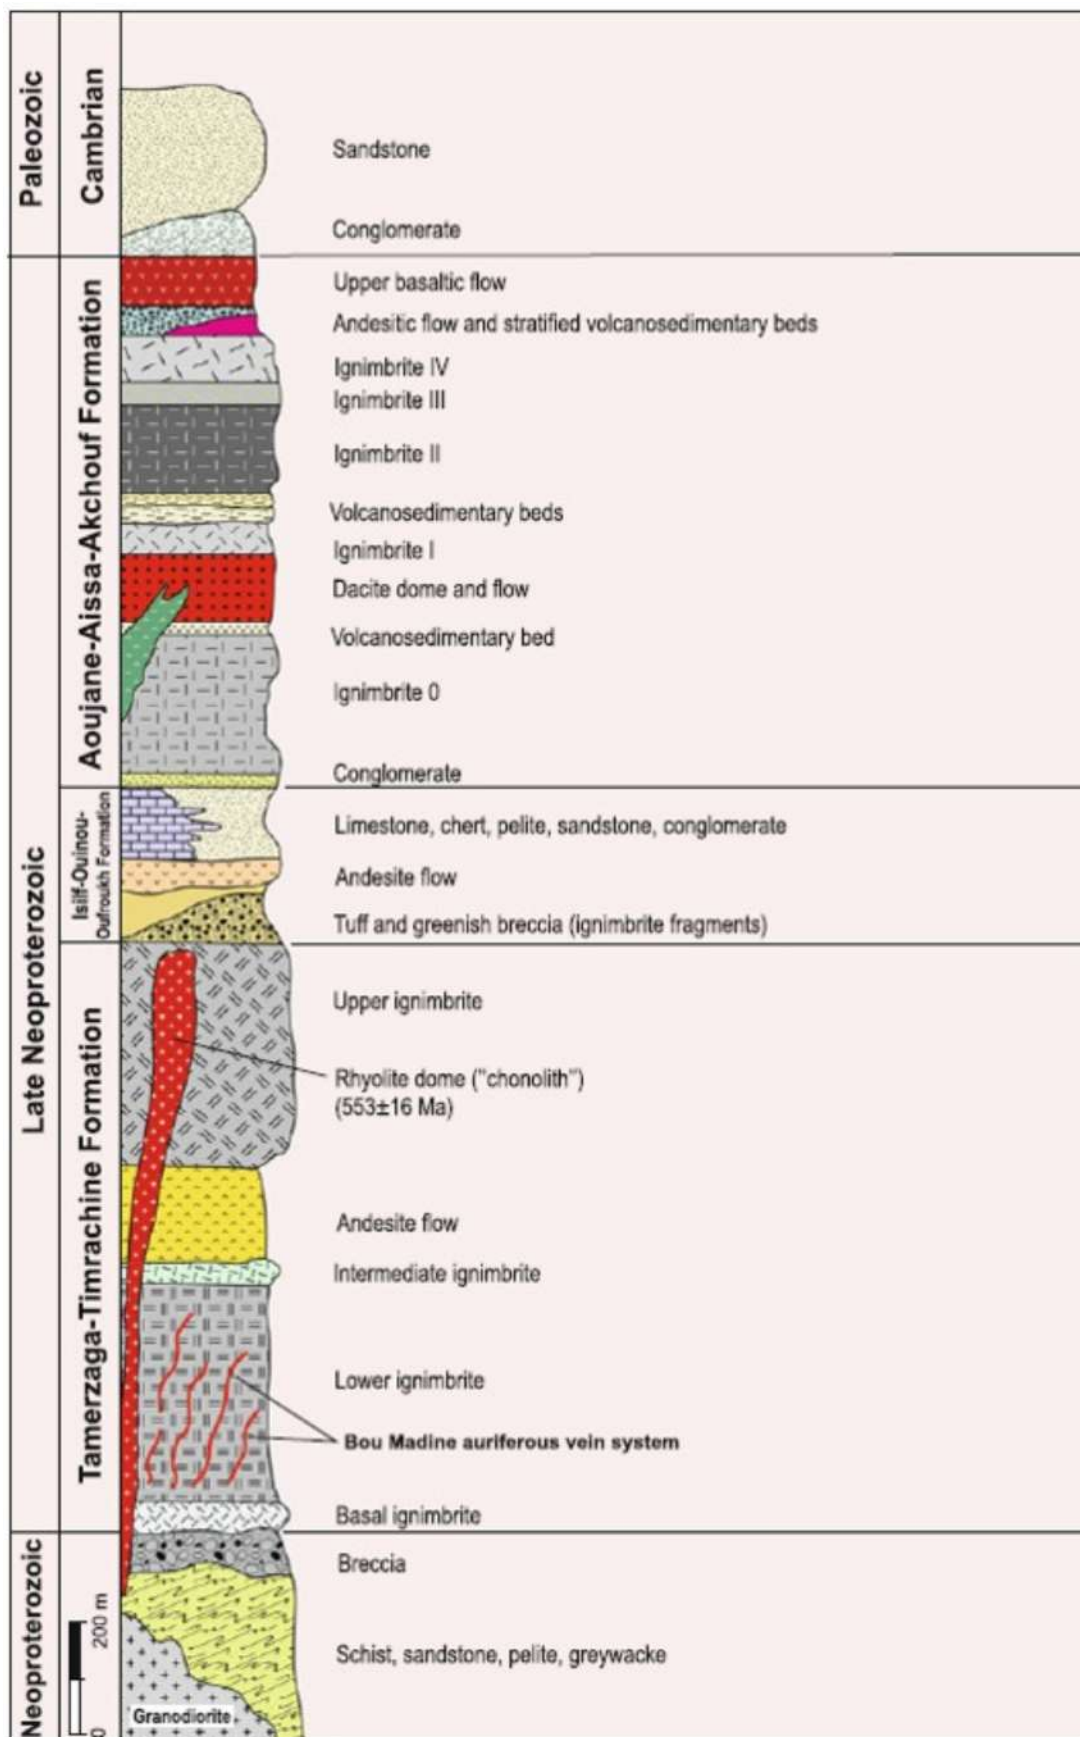 Paleozoic
Cambrian
Sandstone
Conglomerate
Late Neoproterozoic
Aoujane-Aissa-Akchouf Formation
Upper basaltic flow
Andesitic flow and stratified volcanosedimentary beds
Ignimbrite IV
Ignimbrite III
Ignimbrite II
Volcanosedimentary beds
Ignimbrite I
Dacite dome and flow
Volcanosedimentary bed
Ignimbrite 0
Conglomerate
Isilf-Ouinou-
Oufroukh Formation
Limestone, chert, pelite, sandstone, conglomerate
Andesite flow
Tuff and greenish breccia (ignimbrite fragments)
Tamerzaga-Timrachine Formation
Upper ignimbrite
Rhyolite dome ("chonolith")
(553±16 Ma)
Andesite flow
Intermediate ignimbrite
Lower ignimbrite
Bou Madine auriferous vein system
Basal ignimbrite
Neoproterozoic
Breccia
Schist, sandstone, pelite, greywacke
Granodiorite
200 m
0